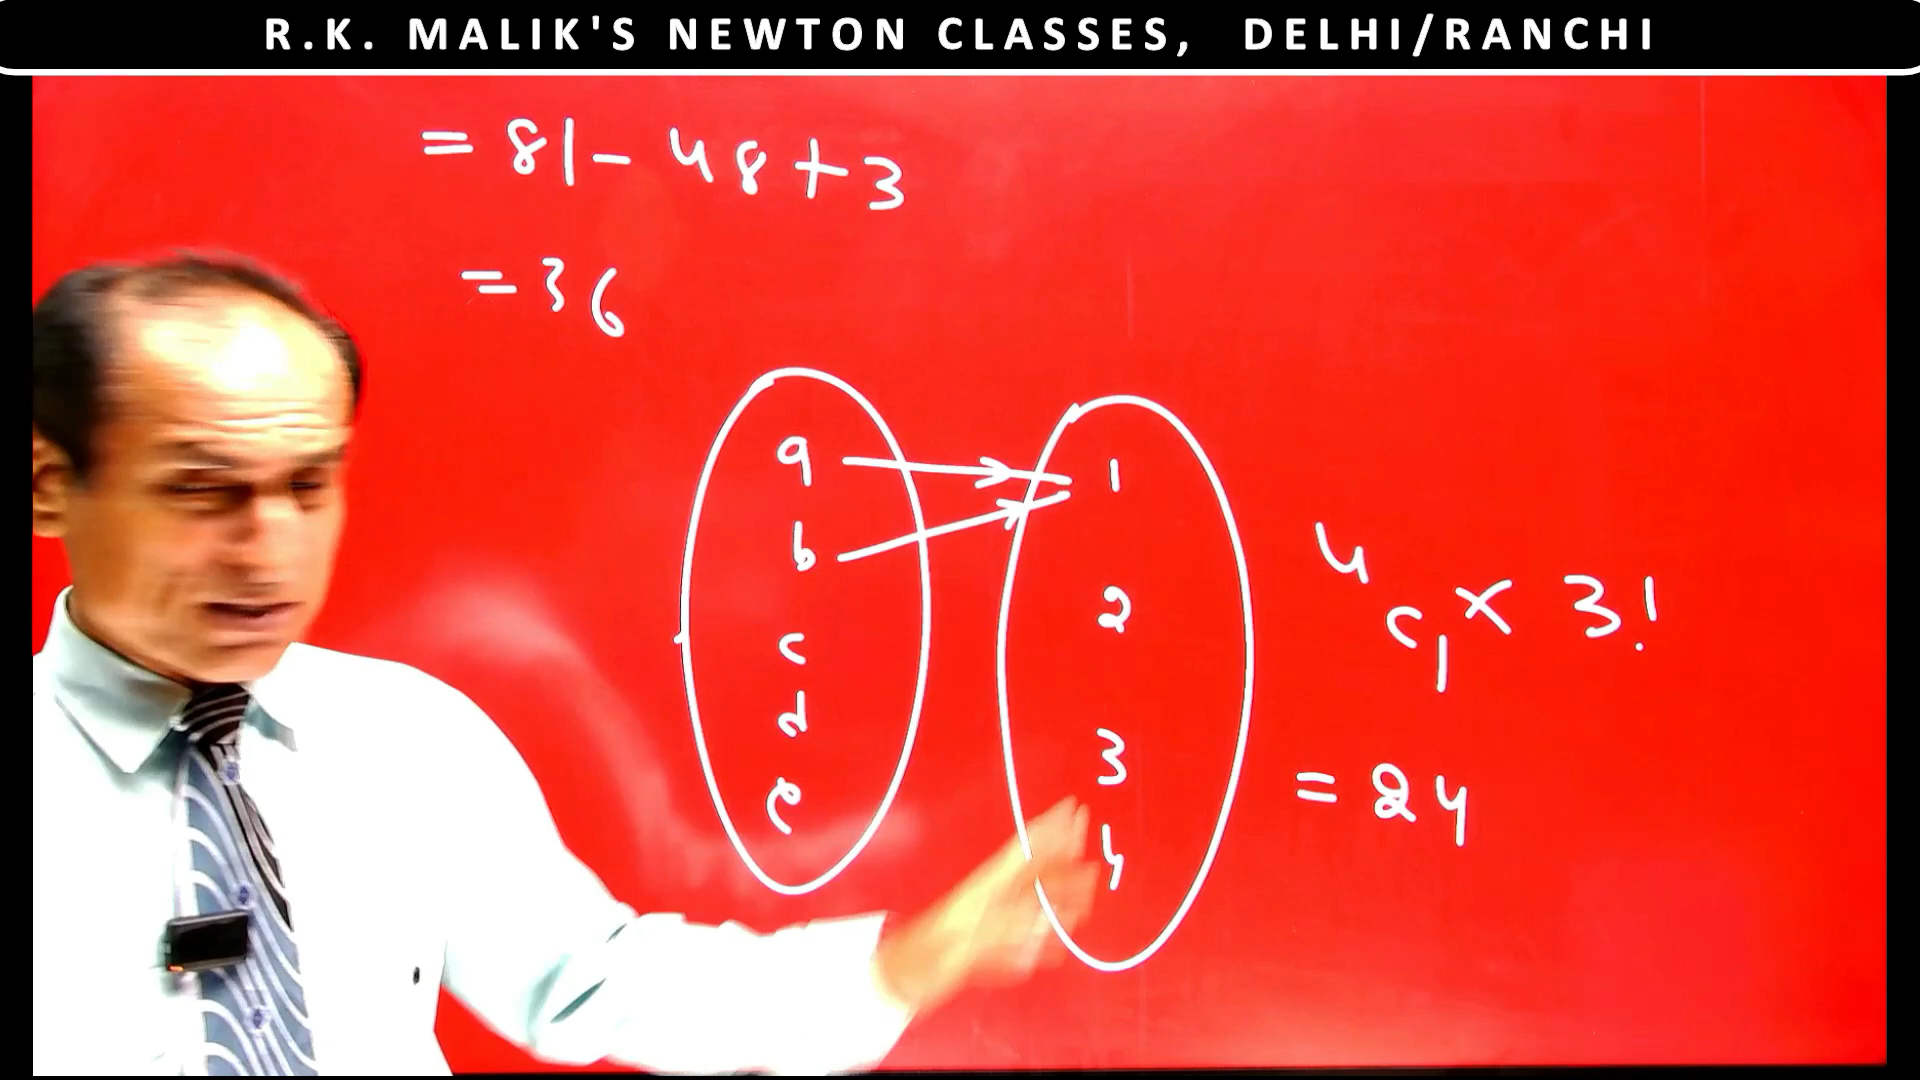 R.K. MALIK'S NEWTON CLASSES, DELHI/RANCHI
= 81 - 48 + 3
= 36
a
b
c
d
e
1
2
3
4
4C1 × 3!
= 24